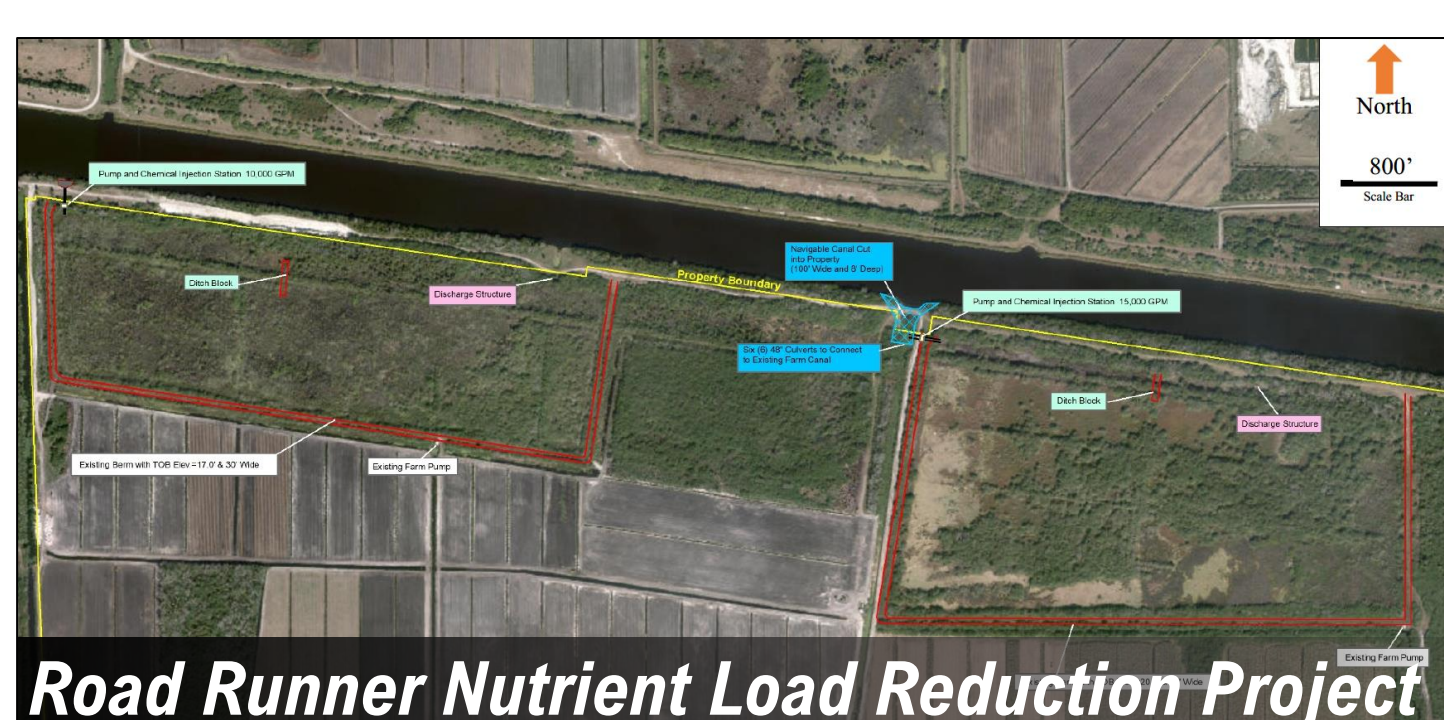 North
800’
Scale Bar
Pump and Chemical Injection Station 10,000 GPM
Navigable Canal Cut
into Property
(100' Wide and 8' Deep)
Ditch Block
Discharge Structure
Property Boundary
Pump and Chemical Injection Station 15,000 GPM
Six (6) 48" Culverts to Connect
to Existing Farm Canal
Ditch Block
Discharge Structure
Existing Berm with TOB Elev =17.0' & 30' Wide
Existing Farm Pump
Existing Farm Pump
Wide
Road Runner Nutrient Load Reduction Project